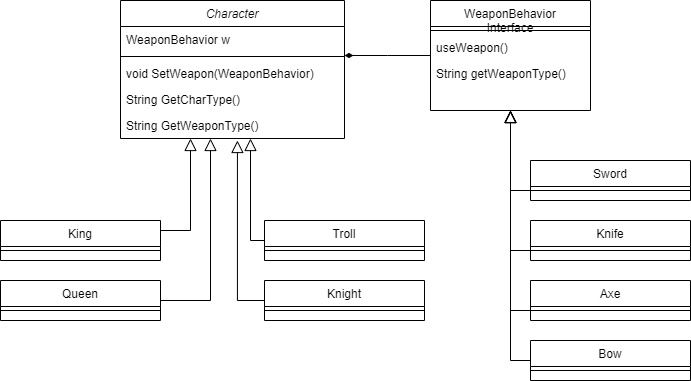 Character
WeaponBehavior w
void SetWeapon(WeaponBehavior)
String GetCharType()
String GetWeaponType()
WeaponBehavior
Interface
useWeapon()
String getWeaponType()
Sword
King
Troll
Knife
Queen
Knight
Axe
Bow